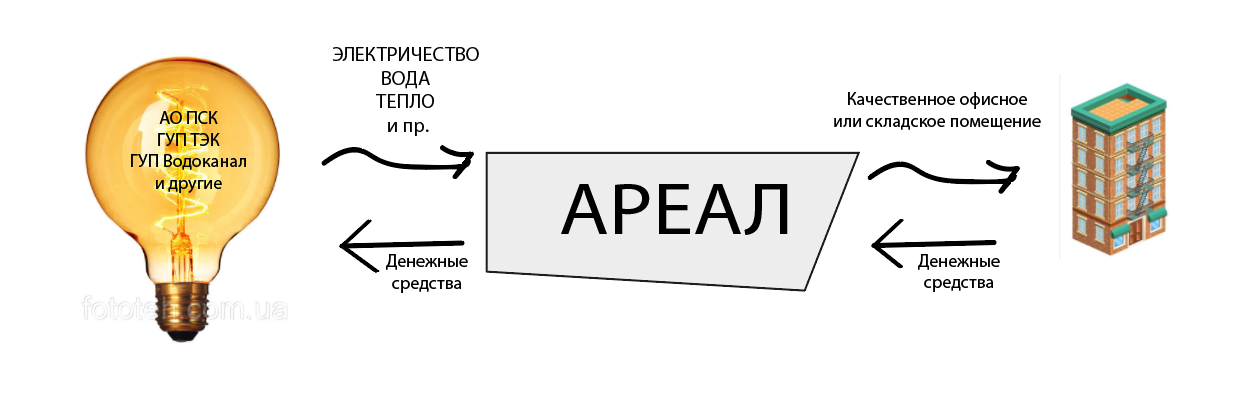 ЭЛЕКТРИЧЕСТВО
ВОДА
ТЕПЛО
и пр.
АО ПСК
ГУП ТЭК
ГУП Водоканал
и другие
Качественное офисное
или складское помещение
АРЕАЛ
Денежные
средства
Денежные
средства